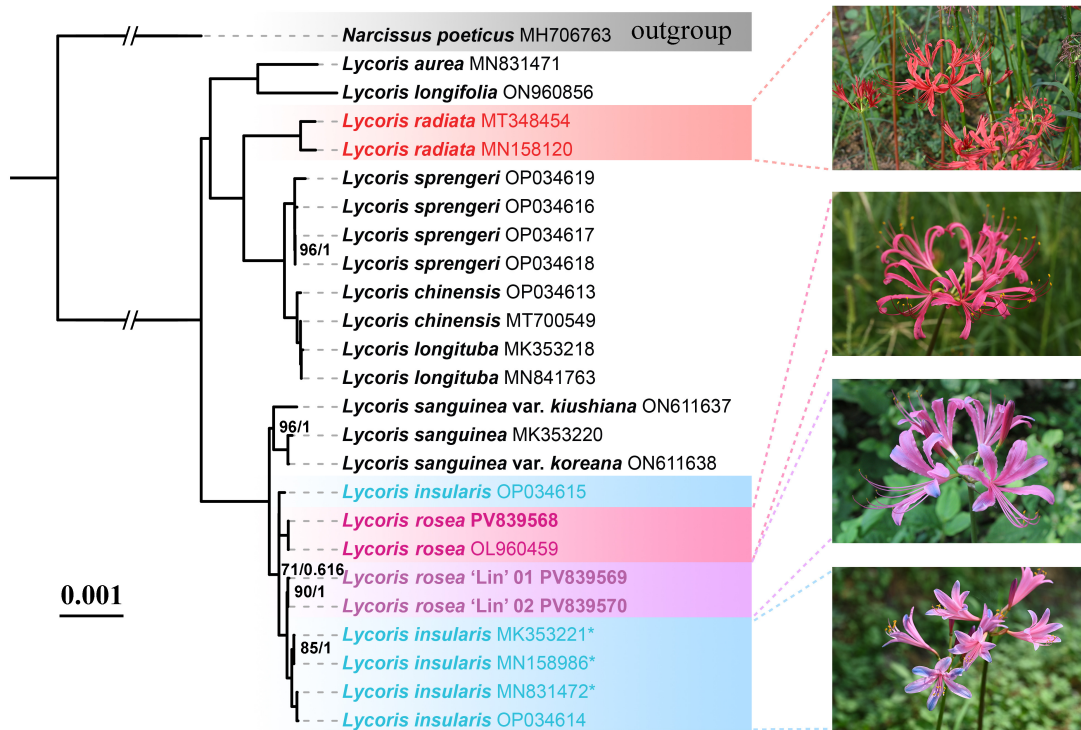 Narcissus poeticus MH706763 outgroup
Lycoris aurea MN831471
Lycoris longifolia ON960856
Lycoris radiata MT348454
Lycoris radiata MN158120
Lycoris sprengeri OP034619
Lycoris sprengeri OP034616
Lycoris sprengeri OP034617
96/1
Lycoris sprengeri OP034618
Lycoris chinensis OP034613
Lycoris chinensis MT700549
Lycoris longituba MK353218
Lycoris longituba MN841763
Lycoris sanguinea var. kiushiana ON611637
96/1
Lycoris sanguinea MK353220
Lycoris sanguinea var. koreana ON611638
Lycoris insularis OP034615
Lycoris rosea PV839568
Lycoris rosea OL960459
71/0.616
Lycoris rosea ‘Lin’ 01 PV839569
90/1
Lycoris rosea ‘Lin’ 02 PV839570
0.001
Lycoris insularis MK353221*
85/1
Lycoris insularis MN158986*
Lycoris insularis MN831472*
Lycoris insularis OP034614